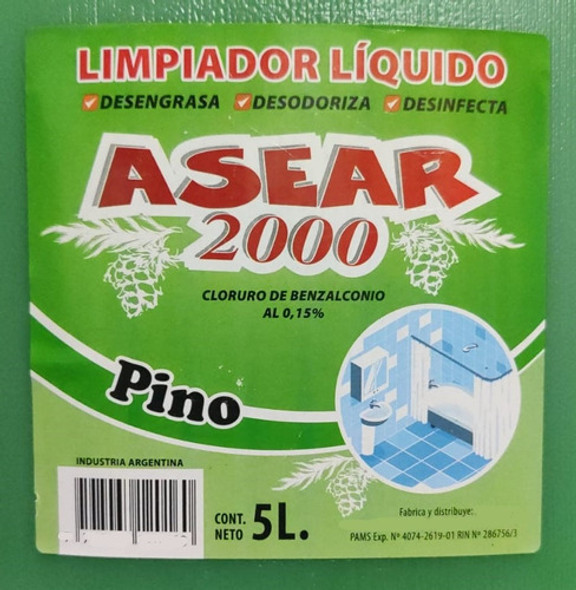 LIMPIADOR LÍQUIDO
DESENGRASA DESODORIZA DESINFECTA
ASEAR
2000
CLORURO DE BENZALCONIO
AL 0,15%
Pino
INDUSTRIA ARGENTINA
CONT. NETO 5L.
Fabrica y distribuye:
PAMS Exp. Nº 4074-2619-01 RIN Nº 286756/3